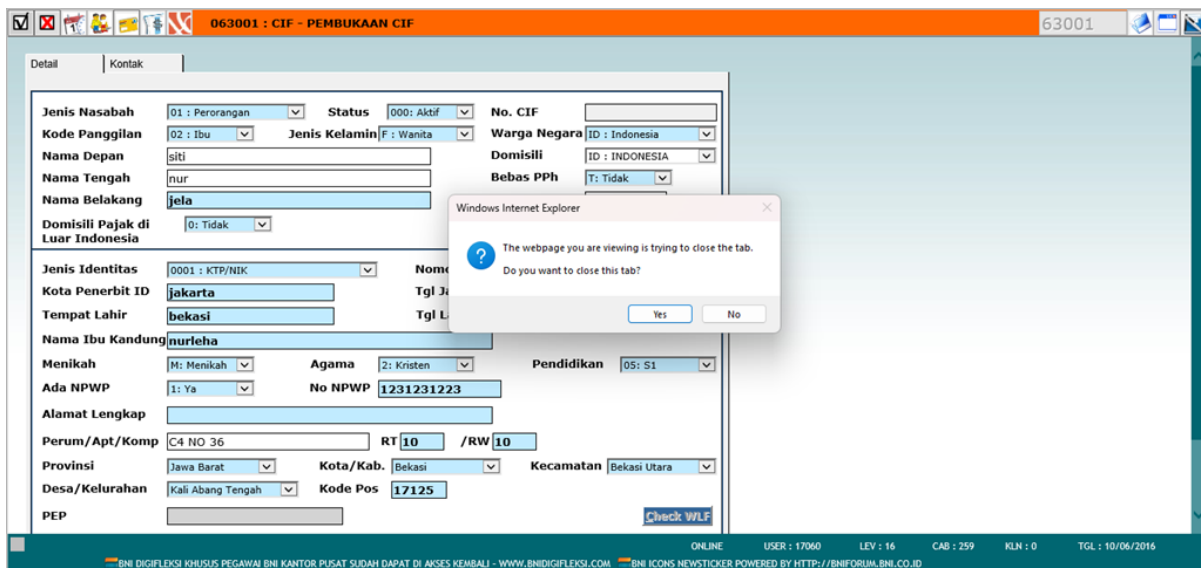 063001 : CIF - PEMBUKAAN CIF 63001
Detail Kontak
Jenis Nasabah 01 : Perorangan Status 000: Aktif No. CIF
Kode Panggilan 02 : Ibu Jenis Kelamin F : Wanita Warga Negara ID : Indonesia
Nama Depan siti Domisili ID : INDONESIA
Nama Tengah nur Bebas PPh T: Tidak
Nama Belakang jela
Windows Internet Explorer
Domisili Pajak di Luar Indonesia 0: Tidak
The webpage you are viewing is trying to close the tab.
Do you want to close this tab?
Yes No
Jenis Identitas 0001 : KTP/NIK
Kota Penerbit ID jakarta Tgl
Tempat Lahir bekasi Tgl
Nama Ibu Kandung nurleha
Menikah M: Menikah Agama 2: Kristen Pendidikan 05: S1
Ada NPWP 1: Ya No NPWP 1231231223
Alamat Lengkap
Perum/Apt/Komp C4 NO 36 RT 10 /RW 10
Provinsi Jawa Barat Kota/Kab. Bekasi Kecamatan Bekasi Utara
Desa/Kelurahan Kali Abang Tengah Kode Pos 17125
PEP Check WLF
ONLINE USER : 17060 LEV : 16 CAB : 259 KLN : 0 TGL : 10/06/2016
BNI DIGIFLEKSI KHUSUS PEGAWAI BNI KANTOR PUSAT SUDAH DAPAT DI AKSES KEMBALI - WWW.BNIDIGIFLEKSI.COM BNI ICONS NEWSTICKER POWERED BY HTTP://BNIFORUM.BNI.CO.ID